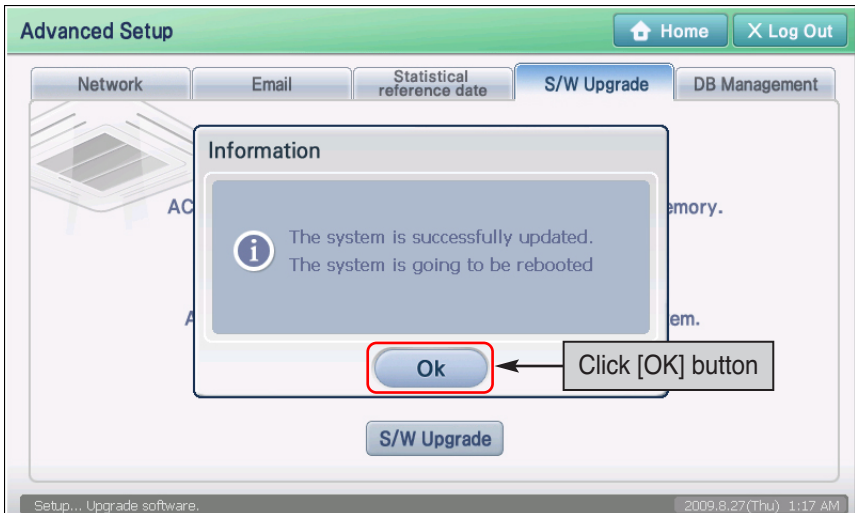 Advanced Setup
Home
X Log Out
Network
Email
Statistical
reference date
S/W Upgrade
DB Management
Information
AC
emory.
The system is successfully updated.
The system is going to be rebooted
A
em.
Ok
Click [OK] button
S/W Upgrade
Setup... Upgrade software.
2009.8.27(Thu) 1:17 AM